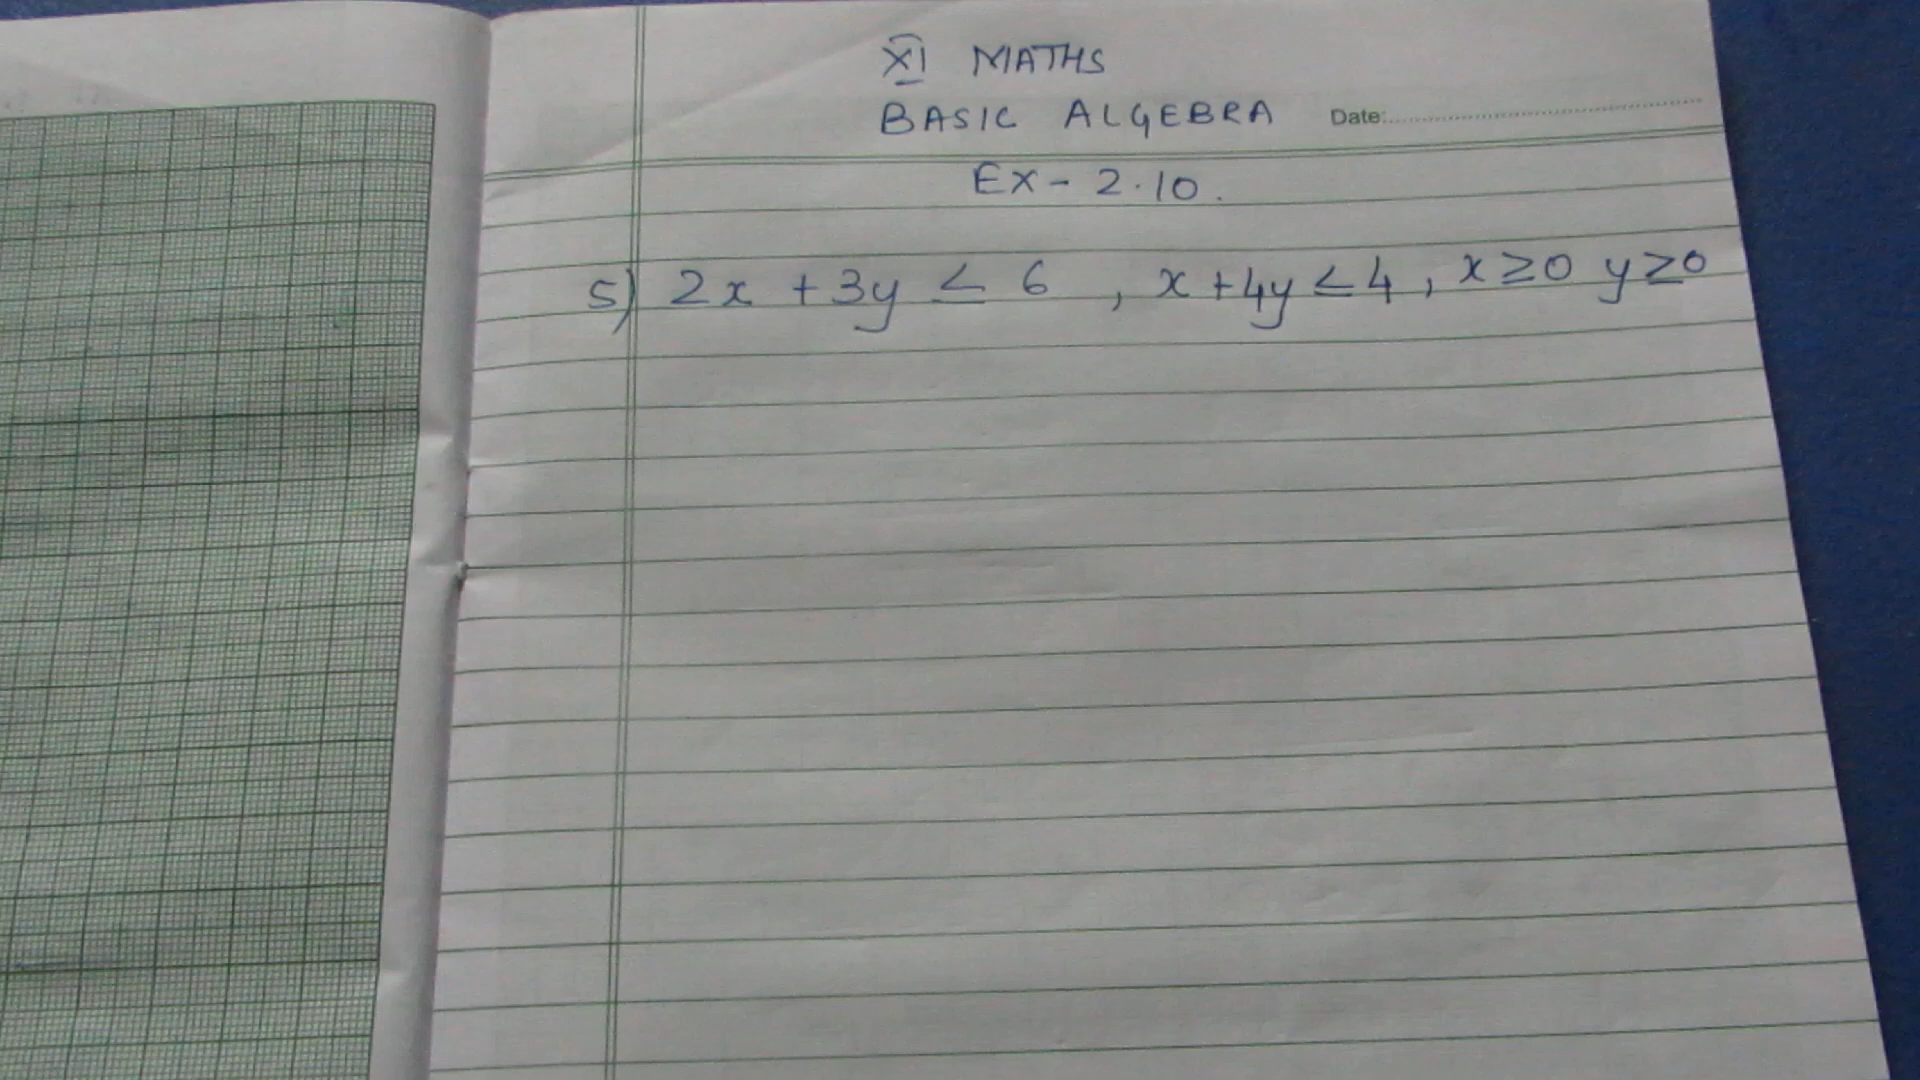 XI MATHS
BASIC ALGEBRA Date:
EX - 2.10.
5) 2x + 3y ≤ 6 , x + 4y ≤ 4 , x ≥ 0 y ≥ 0